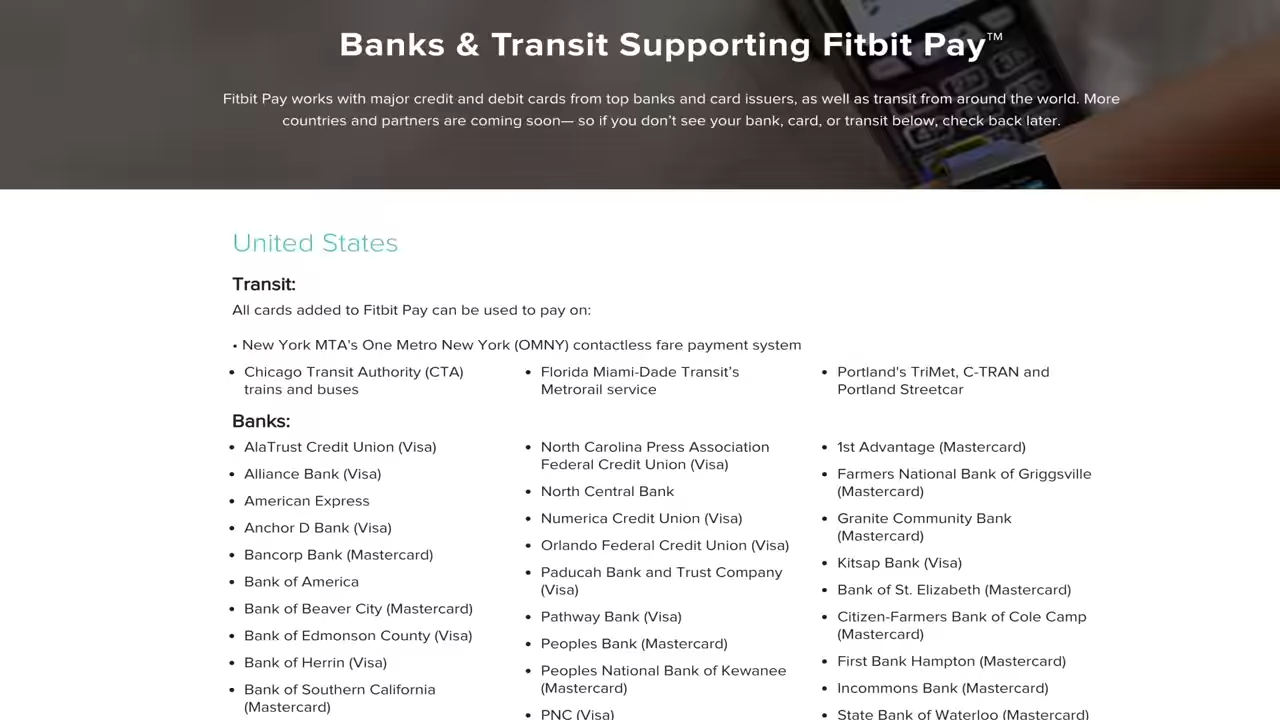 Banks & Transit Supporting Fitbit Pay™
Fitbit Pay works with major credit and debit cards from top banks and card issuers, as well as transit from around the world. More
countries and partners are coming soon— so if you don’t see your bank, card, or transit below, check back later.
United States
Transit:
All cards added to Fitbit Pay can be used to pay on:
• New York MTA's One Metro New York (OMNY) contactless fare payment system
• Chicago Transit Authority (CTA)
trains and buses
• Florida Miami-Dade Transit’s
Metrorail service
• Portland's TriMet, C-TRAN and
Portland Streetcar
Banks:
• AlaTrust Credit Union (Visa)
• Alliance Bank (Visa)
• American Express
• Anchor D Bank (Visa)
• Bancorp Bank (Mastercard)
• Bank of America
• Bank of Beaver City (Mastercard)
• Bank of Edmonson County (Visa)
• Bank of Herrin (Visa)
• Bank of Southern California
(Mastercard)
• North Carolina Press Association
Federal Credit Union (Visa)
• North Central Bank
• Numerica Credit Union (Visa)
• Orlando Federal Credit Union (Visa)
• Paducah Bank and Trust Company
(Visa)
• Pathway Bank (Visa)
• Peoples Bank (Mastercard)
• Peoples National Bank of Kewanee
(Mastercard)
• PNC (Visa)
• 1st Advantage (Mastercard)
• Farmers National Bank of Griggsville
(Mastercard)
• Granite Community Bank
(Mastercard)
• Kitsap Bank (Visa)
• Bank of St. Elizabeth (Mastercard)
• Citizen-Farmers Bank of Cole Camp
(Mastercard)
• First Bank Hampton (Mastercard)
• Incommons Bank (Mastercard)
• State Bank of Waterloo (Mastercard)